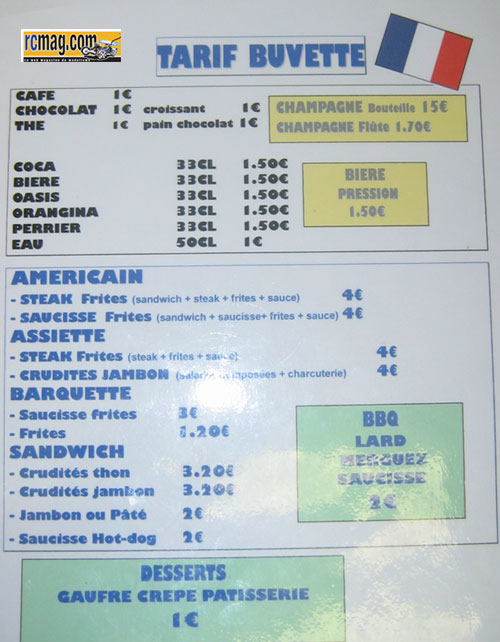 rcmag.com
TARIF BUVETTE
CAFE 1€
CHOCOLAT 1€ croissant 1€
THE 1€ pain chocolat 1€
CHAMPAGNE Bouteille 15€
CHAMPAGNE Flûte 1.70€
COCA 33CL 1.50€
BIERE 33CL 1.50€
OASIS 33CL 1.50€
ORANGINA 33CL 1.50€
PERRIER 33CL 1.50€
EAU 50CL 1€
BIERE
PRESSION
1.50€
AMERICAIN
- STEAK Frites (sandwich + steak + frites + sauce) 4€
- SAUCISSE Frites (sandwich + saucisse+ frites + sauce) 4€
ASSIETTE
- STEAK Frites (steak + frites + sauce) 4€
- CRUDITES JAMBON + charcuterie) 4€
BARQUETTE
- Saucisse frites 3€
- Frites 1.20€
SANDWICH
- Crudités thon 3.20€
- Crudités jambon 3.20€
- Jambon ou Pâté 2€
- Saucisse Hot-dog 2€
BBQ
LARD
MERGUEZ
SAUCISSE
2€
DESSERTS
GAUFRE CREPE PATISSERIE
1€